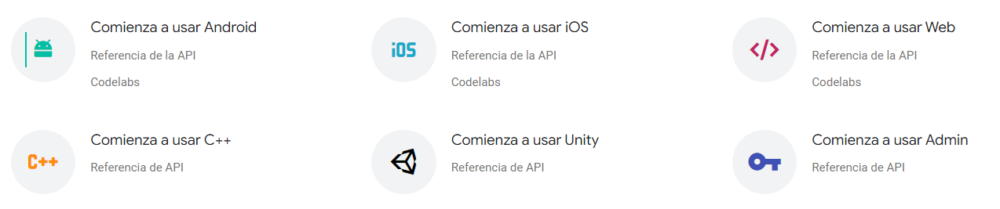 Comienza a usar Android
Referencia de la API
Codelabs
iOS
Comienza a usar iOS
Referencia de la API
Codelabs
</>
Comienza a usar Web
Referencia de la API
Codelabs
C++
Comienza a usar C++
Referencia de API
Comienza a usar Unity
Referencia de API
Comienza a usar Admin
Referencia de API